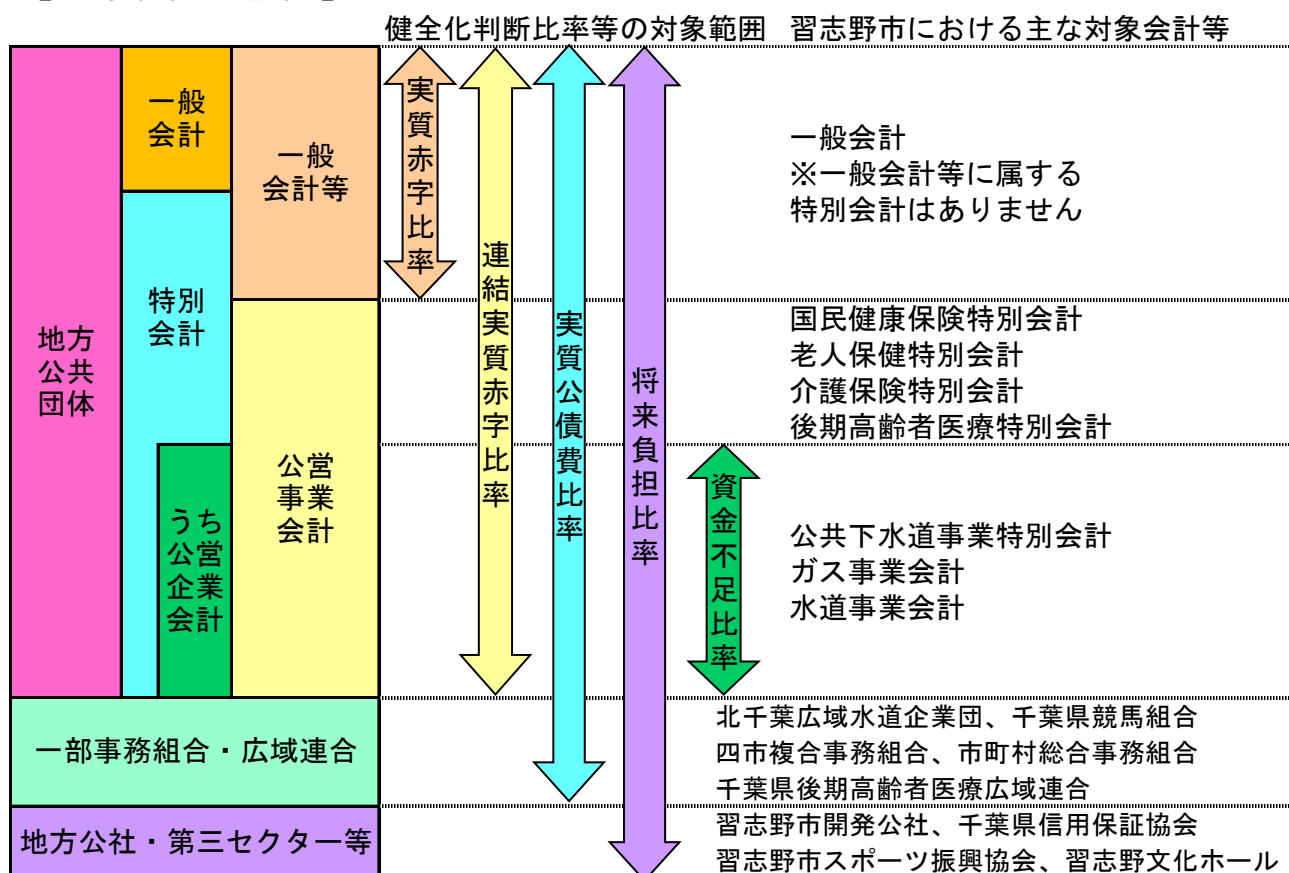 健全化判断比率等の対象範囲 習志野市における主な対象会計等
地方
公共
団体
一般
会計
特別
会計
うち
公営
企業
会計
一般
会計等
公営
事業
会計
実質赤字比率
連結実質赤字比率
実質公債費比率
将来負担比率
資金不足比率
一般会計
※一般会計等に属する
特別会計はありません
国民健康保険特別会計
老人保健特別会計
介護保険特別会計
後期高齢者医療特別会計
公共下水道事業特別会計
ガス事業会計
水道事業会計
一部事務組合・広域連合
北千葉広域水道企業団、千葉県競馬組合
四市複合事務組合、市町村総合事務組合
千葉県後期高齢者医療広域連合
地方公社・第三セクター等
習志野市開発公社、千葉県信用保証協会
習志野市スポーツ振興協会、習志野文化ホール